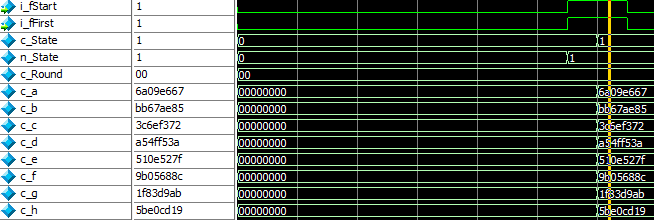 i_fStart 1
i_fFirst 1
c_State 1 0 1
n_State 1 0 1
c_Round 00 00
c_a 6a09e667 00000000 6a09e667
c_b bb67ae85 00000000 bb67ae85
c_c 3c6ef372 00000000 3c6ef372
c_d a54ff53a 00000000 a54ff53a
c_e 510e527f 00000000 510e527f
c_f 9b05688c 00000000 9b05688c
c_g 1f83d9ab 00000000 1f83d9ab
c_h 5be0cd19 00000000 5be0cd19